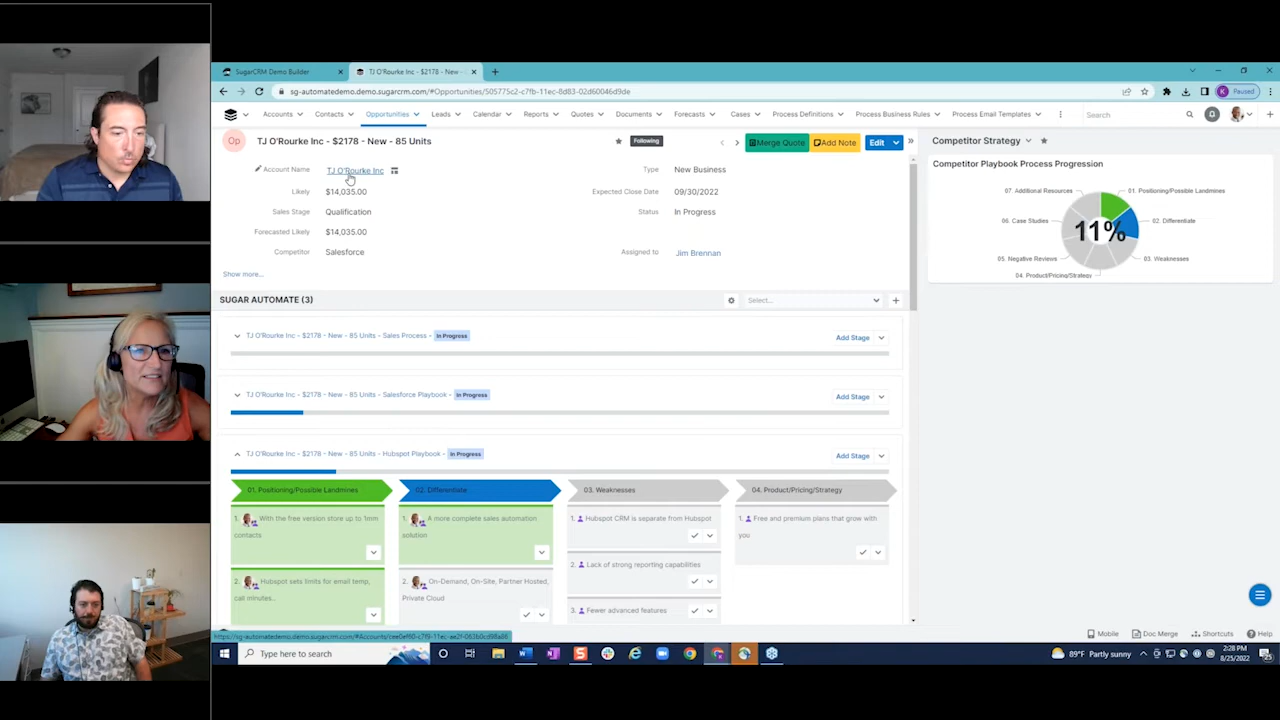 SugarCRM Demo Builder
TJ O'Rourke Inc - $2178 - New -
sg-automatedemo.demo.sugarcrm.com/#Opportunities/505775c2-c7fb-11ec-8d83-02d60046d9de
K Paused
Accounts Contacts Opportunities Leads Calendar Reports Quotes Documents Forecasts Cases Process Definitions Process Business Rules Process Email Templates Search
Op TJ O'Rourke Inc - $2178 - New - 85 Units Following Merge Quote Add Note Edit
Account Name TJ O'Rourke Inc Type New Business
Likely $14,035.00 Expected Close Date 09/30/2022
Sales Stage Qualification Status In Progress
Forecasted Likely $14,035.00
Competitor Salesforce Assigned to Jim Brennan
Show more...
SUGAR AUTOMATE (3) Select...
TJ O'Rourke Inc - $2178 - New - 85 Units - Sales Process - In Progress Add Stage
TJ O'Rourke Inc - $2178 - New - 85 Units - Salesforce Playbook - In Progress Add Stage
TJ O'Rourke Inc - $2178 - New - 85 Units - Hubspot Playbook - In Progress Add Stage
01. Positioning/Possible Landmines 02. Differentiate 03. Weaknesses 04. Product/Pricing/Strategy
1. With the free version store up to 1mm
contacts
2. Hubspot sets limits for email temp,
call minutes...
1. A more complete sales automation
solution
2. On-Demand, On-Site, Partner Hosted,
Private Cloud
1. Hubspot CRM is separate from Hubspot
2. Lack of strong reporting capabilities
3. Fewer advanced features
1. Free and premium plans that grow with
you
Competitor Strategy
Competitor Playbook Process Progression
07. Additional Resources 01. Positioning/Possible Landmines
06. Case Studies 02. Differentiate
11%
05. Negative Reviews 03. Weaknesses
04. Product/Pricing/Strategy
Mobile Doc Merge Shortcuts Help
Type here to search
89°F Partly sunny
2:28 PM
8/25/2022